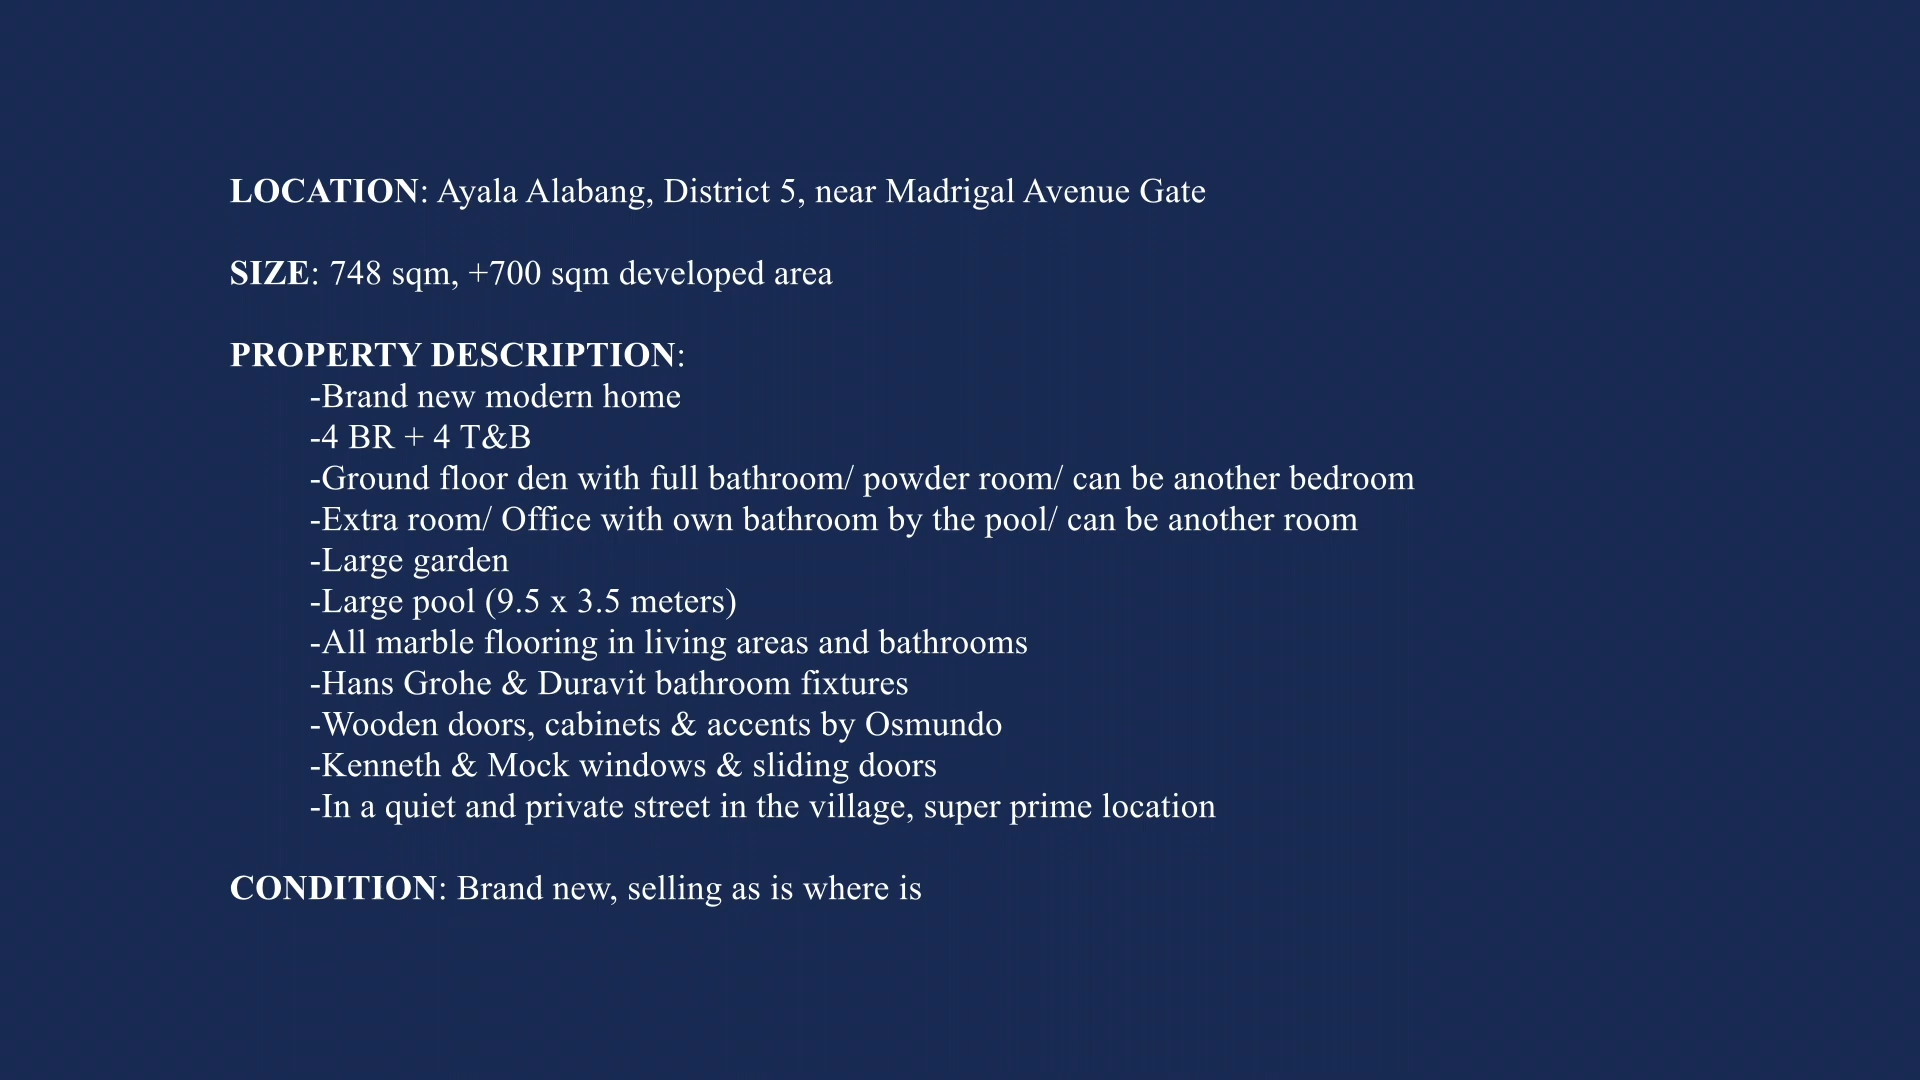 LOCATION: Ayala Alabang, District 5, near Madrigal Avenue Gate
SIZE: 748 sqm, +700 sqm developed area
PROPERTY DESCRIPTION:
-Brand new modern home
-4 BR + 4 T&B
-Ground floor den with full bathroom/ powder room/ can be another bedroom
-Extra room/ Office with own bathroom by the pool/ can be another room
-Large garden
-Large pool (9.5 x 3.5 meters)
-All marble flooring in living areas and bathrooms
-Hans Grohe & Duravit bathroom fixtures
-Wooden doors, cabinets & accents by Osmundo
-Kenneth & Mock windows & sliding doors
-In a quiet and private street in the village, super prime location
CONDITION: Brand new, selling as is where is